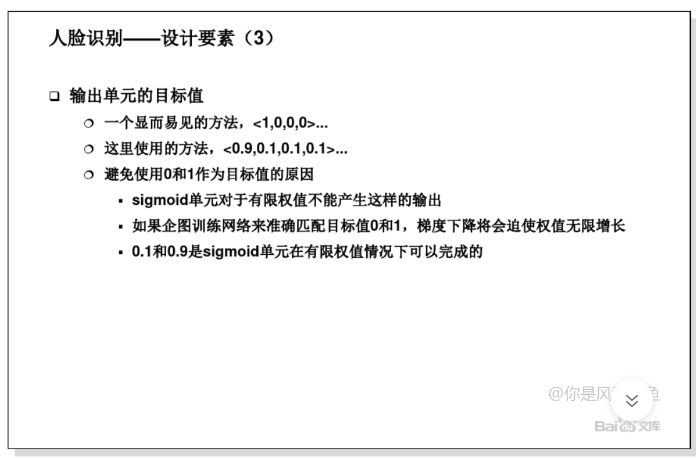 人脸识别——设计要素（3）
输出单元的目标值
一个显而易见的方法，<1,0,0,0>...
这里使用的方法，<0.9,0.1,0.1,0.1>...
避免使用0和1作为目标值的原因
sigmoid单元对于有限权值不能产生这样的输出
如果企图训练网络来准确匹配目标值0和1，梯度下降将会迫使权值无限增长
0.1和0.9是sigmoid单元在有限权值情况下可以完成的
@你是风
Bai 文库